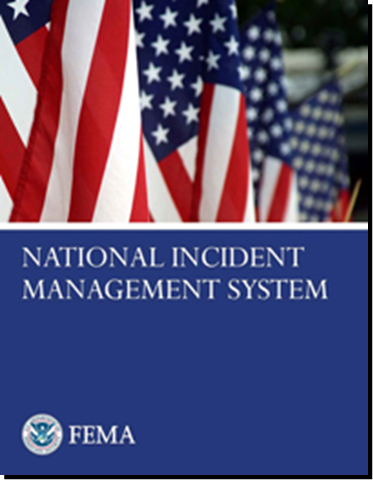 NATIONAL INCIDENT
MANAGEMENT SYSTEM
FEMA